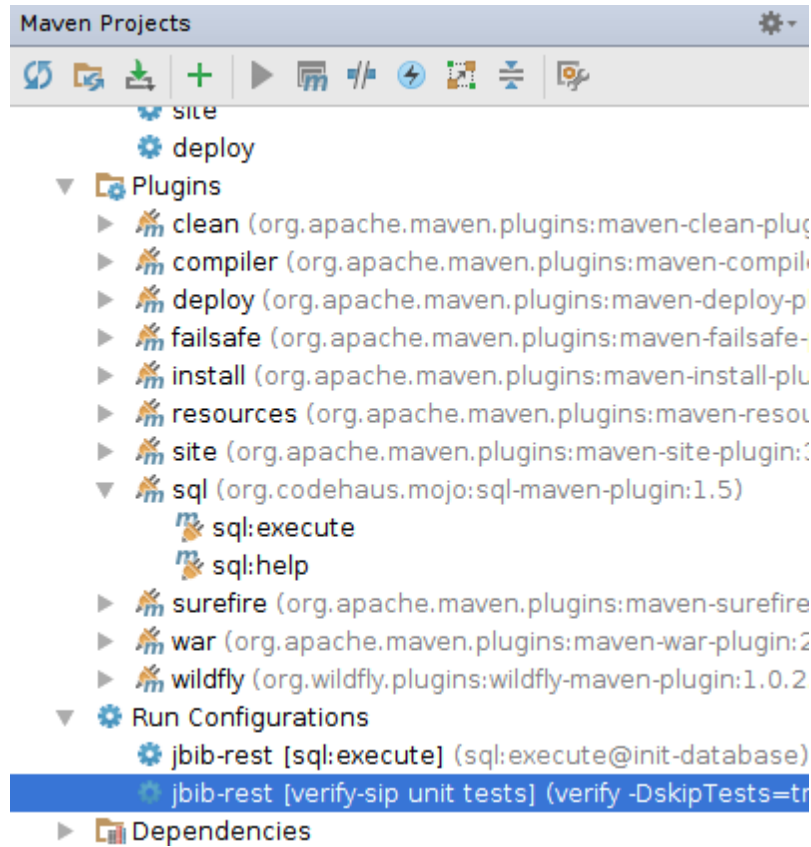 Maven Projects
site
deploy
Plugins
clean (org.apache.maven.plugins:maven-clean-plug
compiler (org.apache.maven.plugins:maven-compile
deploy (org.apache.maven.plugins:maven-deploy-p
failsafe (org.apache.maven.plugins:maven-failsafe-
install (org.apache.maven.plugins:maven-install-plu
resources (org.apache.maven.plugins:maven-resou
site (org.apache.maven.plugins:maven-site-plugin:3
sql (org.codehaus.mojo:sql-maven-plugin:1.5)
sql:execute
sql:help
surefire (org.apache.maven.plugins:maven-surefire
war (org.apache.maven.plugins:maven-war-plugin:2
wildfly (org.wildfly.plugins:wildfly-maven-plugin:1.0.2
Run Configurations
jbib-rest [sql:execute] (sql:execute@init-database)
jbib-rest [verify-sip unit tests] (verify -DskipTests=tr
Dependencies